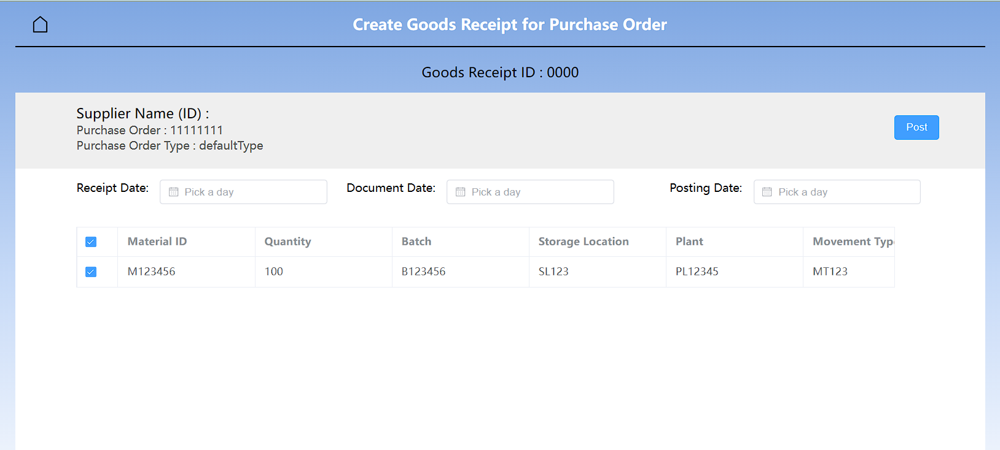 Create Goods Receipt for Purchase Order
Goods Receipt ID : 0000
Supplier Name (ID) :
Purchase Order : 11111111
Purchase Order Type : defaultType
Post
Receipt Date: Pick a day Document Date: Pick a day Posting Date: Pick a day
Material ID Quantity Batch Storage Location Plant Movement Typ
M123456 100 B123456 SL123 PL12345 MT123